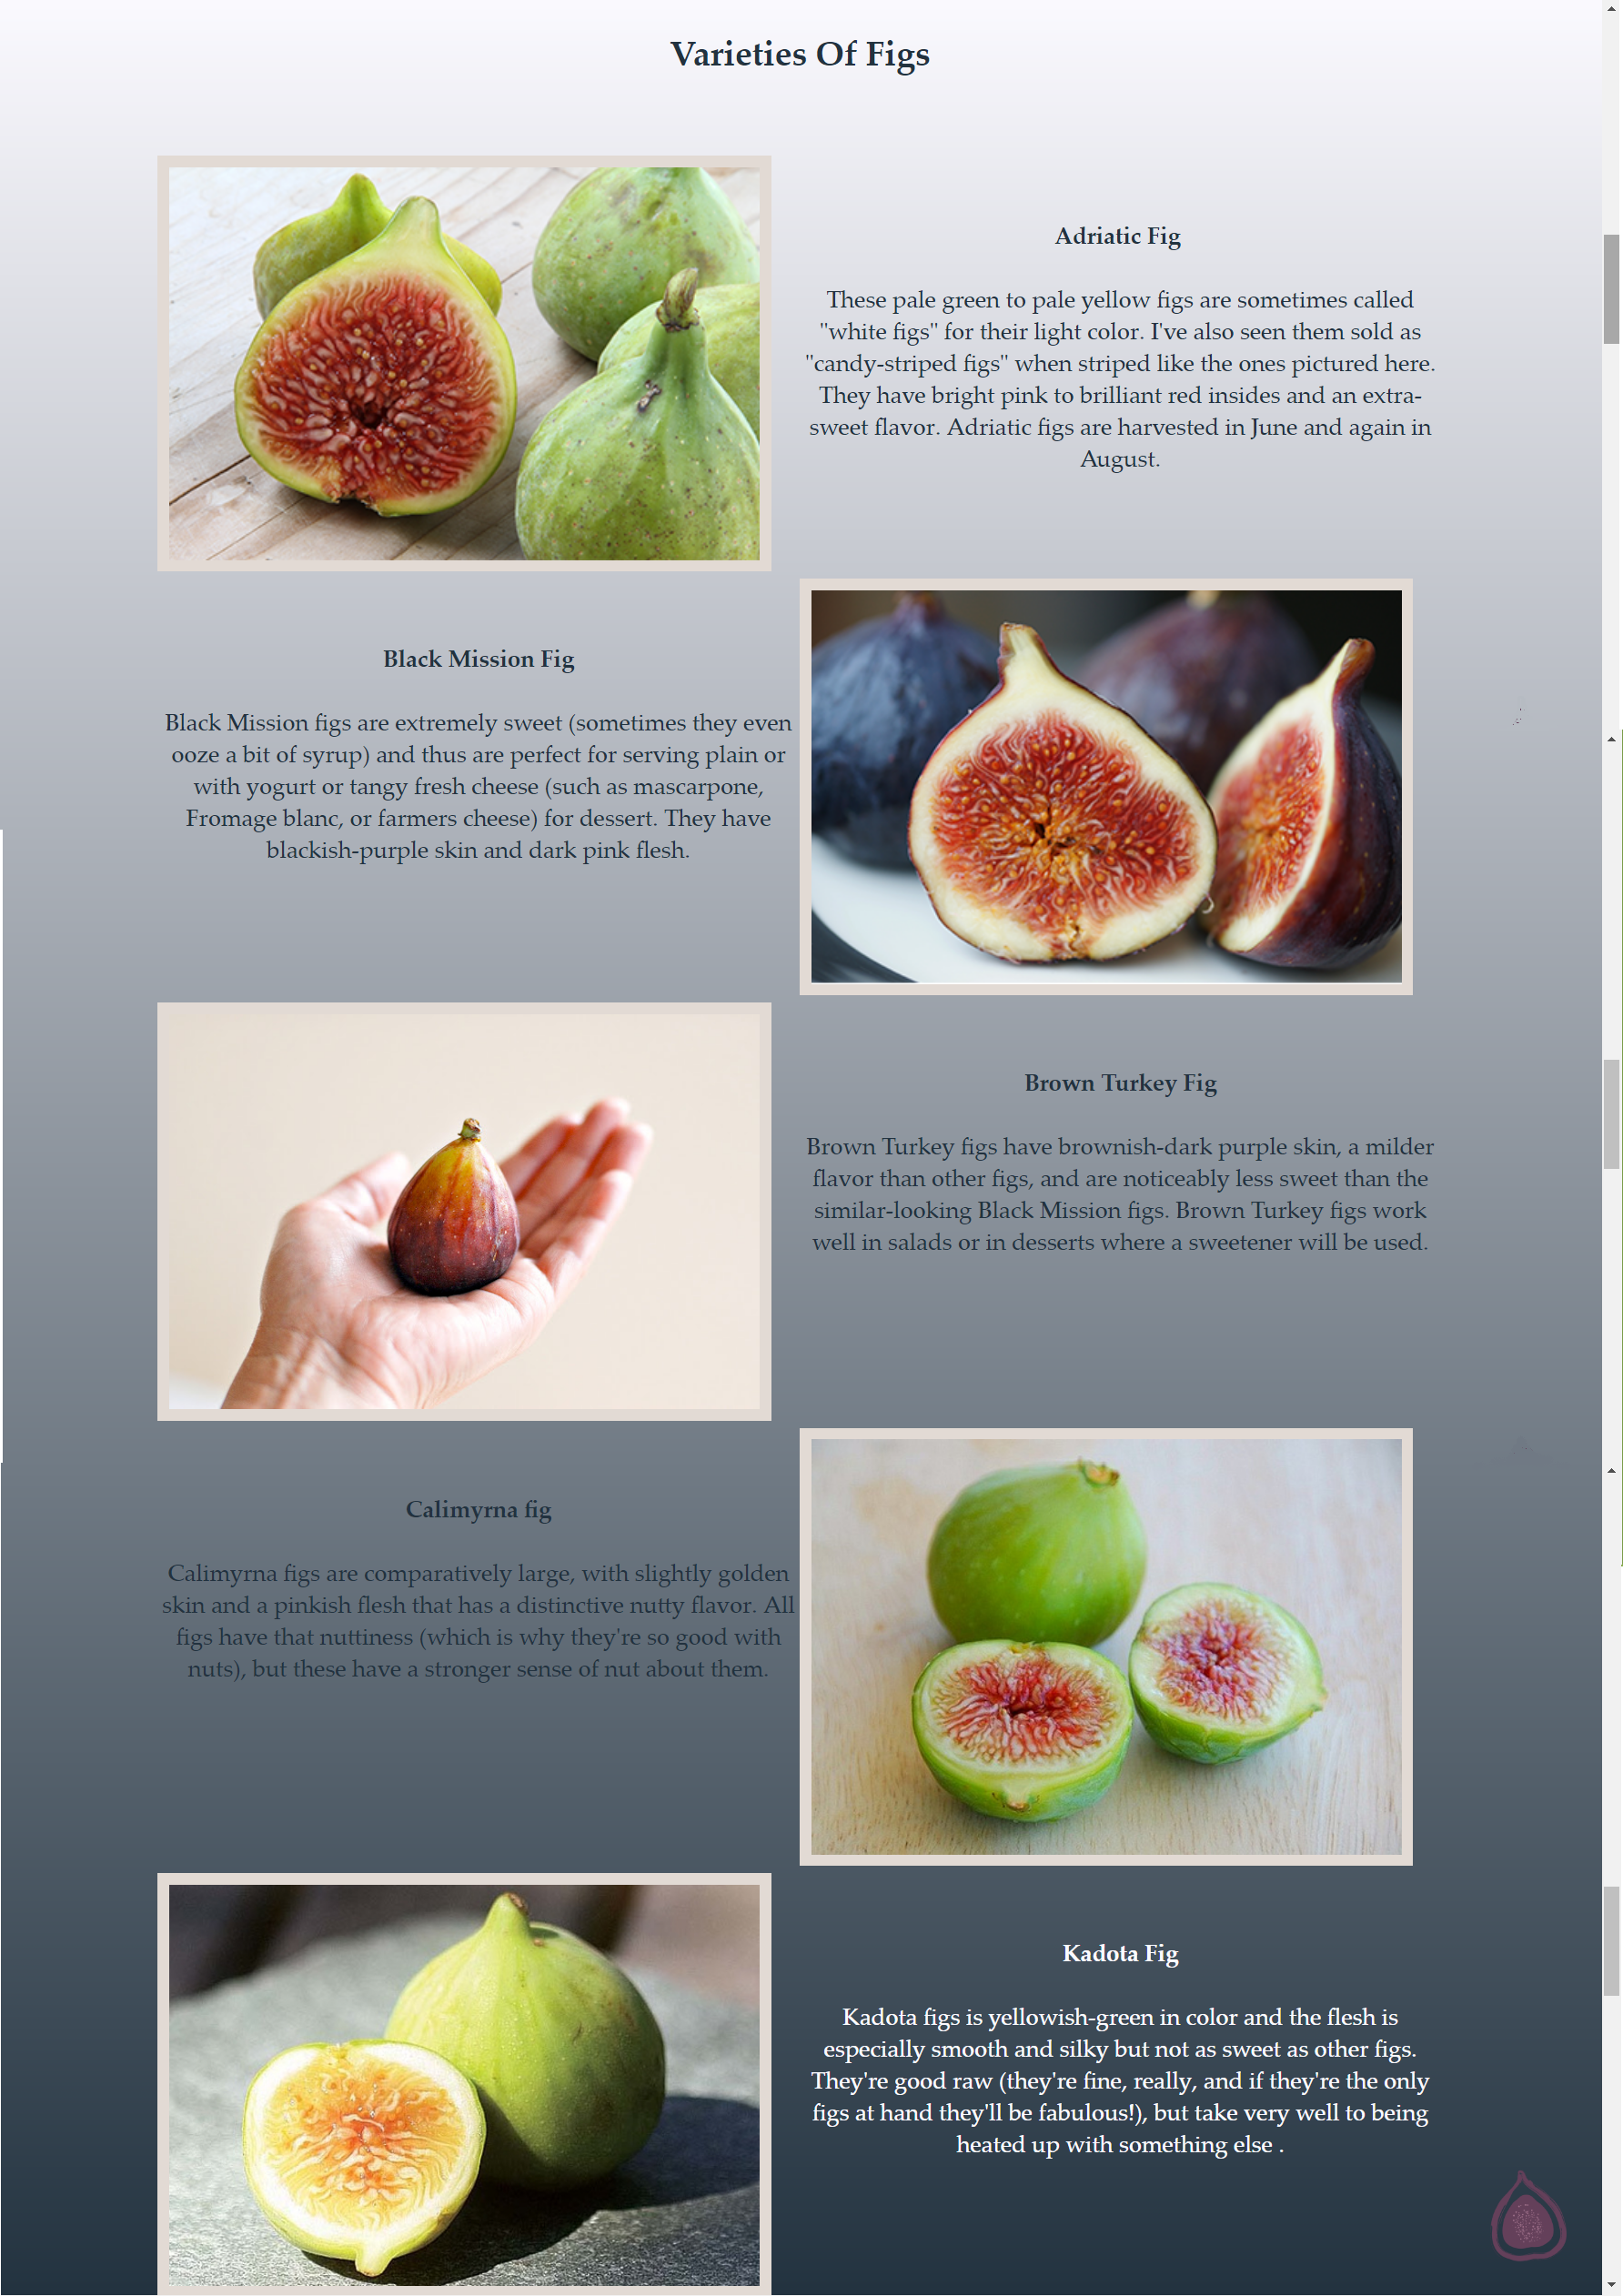 Varieties Of Figs
Adriatic Fig
These pale green to pale yellow figs are sometimes called
"white figs" for their light color. I've also seen them sold as
"candy-striped figs" when striped like the ones pictured here.
They have bright pink to brilliant red insides and an extra-
sweet flavor. Adriatic figs are harvested in June and again in
August.
Black Mission Fig
Black Mission figs are extremely sweet (sometimes they even
ooze a bit of syrup) and thus are perfect for serving plain or
with yogurt or tangy fresh cheese (such as mascarpone,
Fromage blanc, or farmers cheese) for dessert. They have
blackish-purple skin and dark pink flesh.
Brown Turkey Fig
Brown Turkey figs have brownish-dark purple skin, a milder
flavor than other figs, and are noticeably less sweet than the
similar-looking Black Mission figs. Brown Turkey figs work
well in salads or in desserts where a sweetener will be used.
Calimyrna fig
Calimyrna figs are comparatively large, with slightly golden
skin and a pinkish flesh that has a distinctive nutty flavor. All
figs have that nuttiness (which is why they're so good with
nuts), but these have a stronger sense of nut about them.
Kadota Fig
Kadota figs is yellowish-green in color and the flesh is
especially smooth and silky but not as sweet as other figs.
They're good raw (they're fine, really, and if they're the only
figs at hand they'll be fabulous!), but take very well to being
heated up with something else .